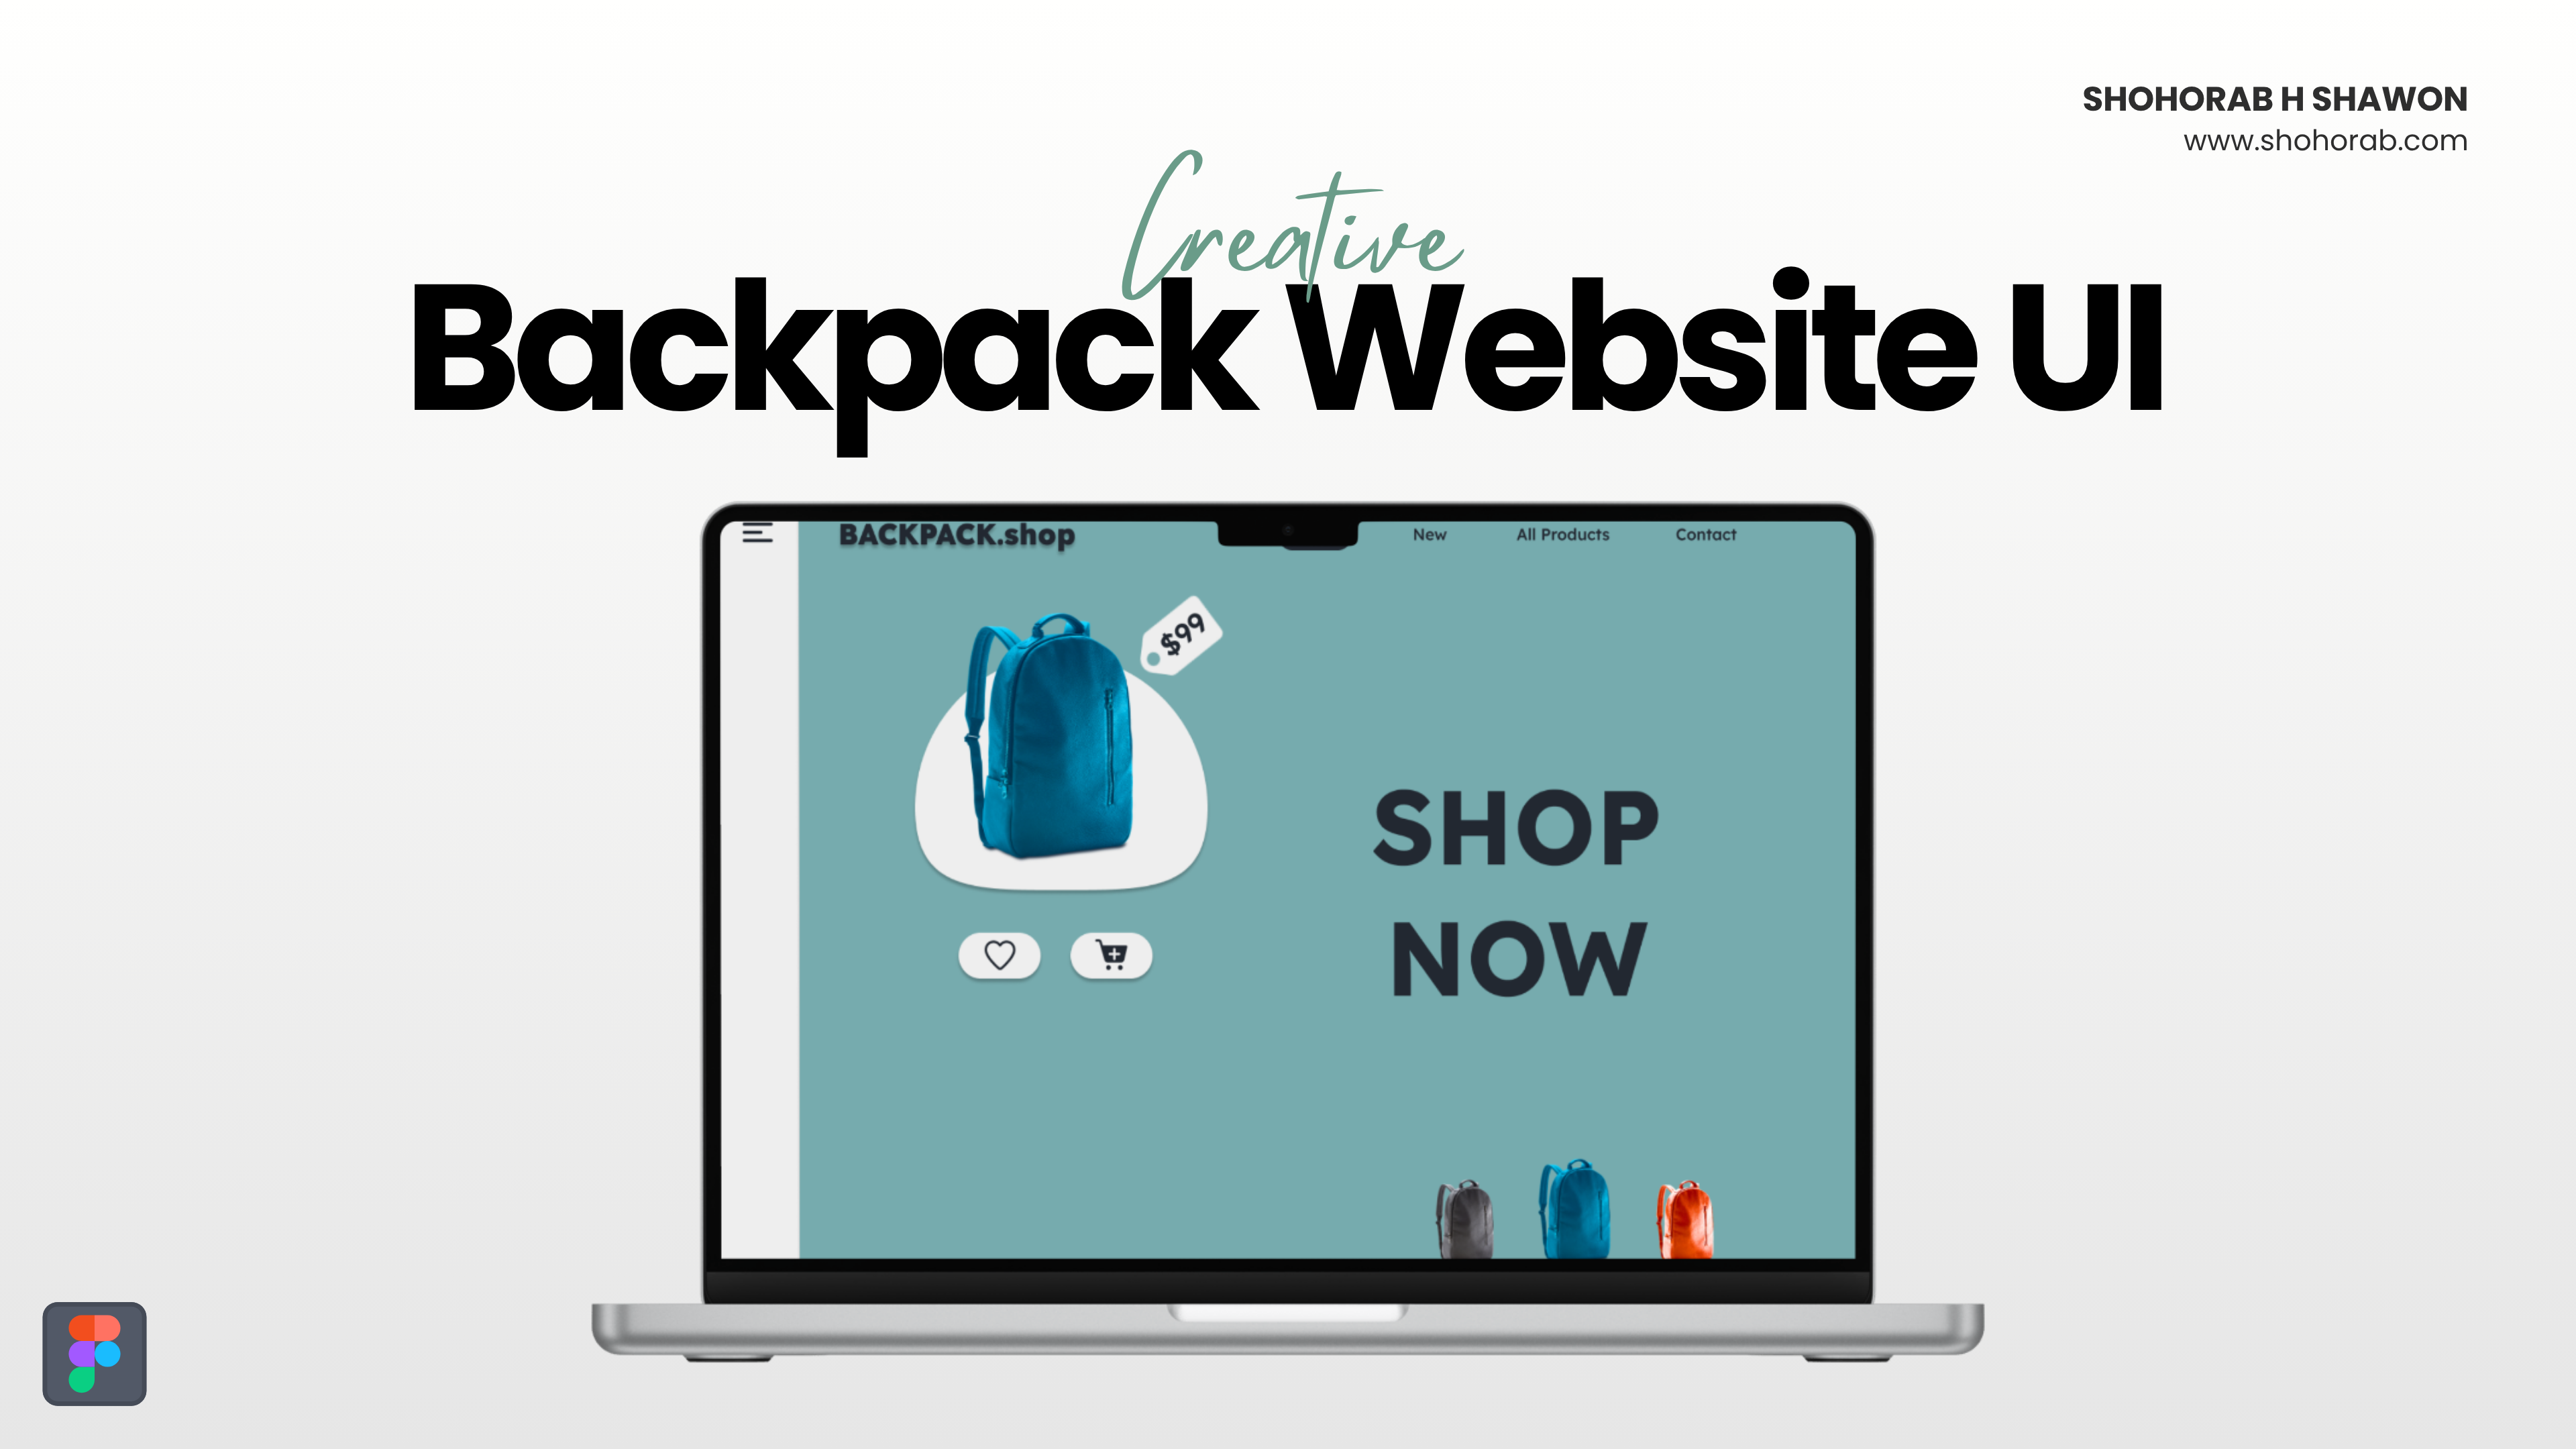 SHOHORAB H SHAWON
www.shohorab.com
Creative
Backpack Website UI
BACKPACK.shop
New
All Products
Contact
$99
SHOP
NOW